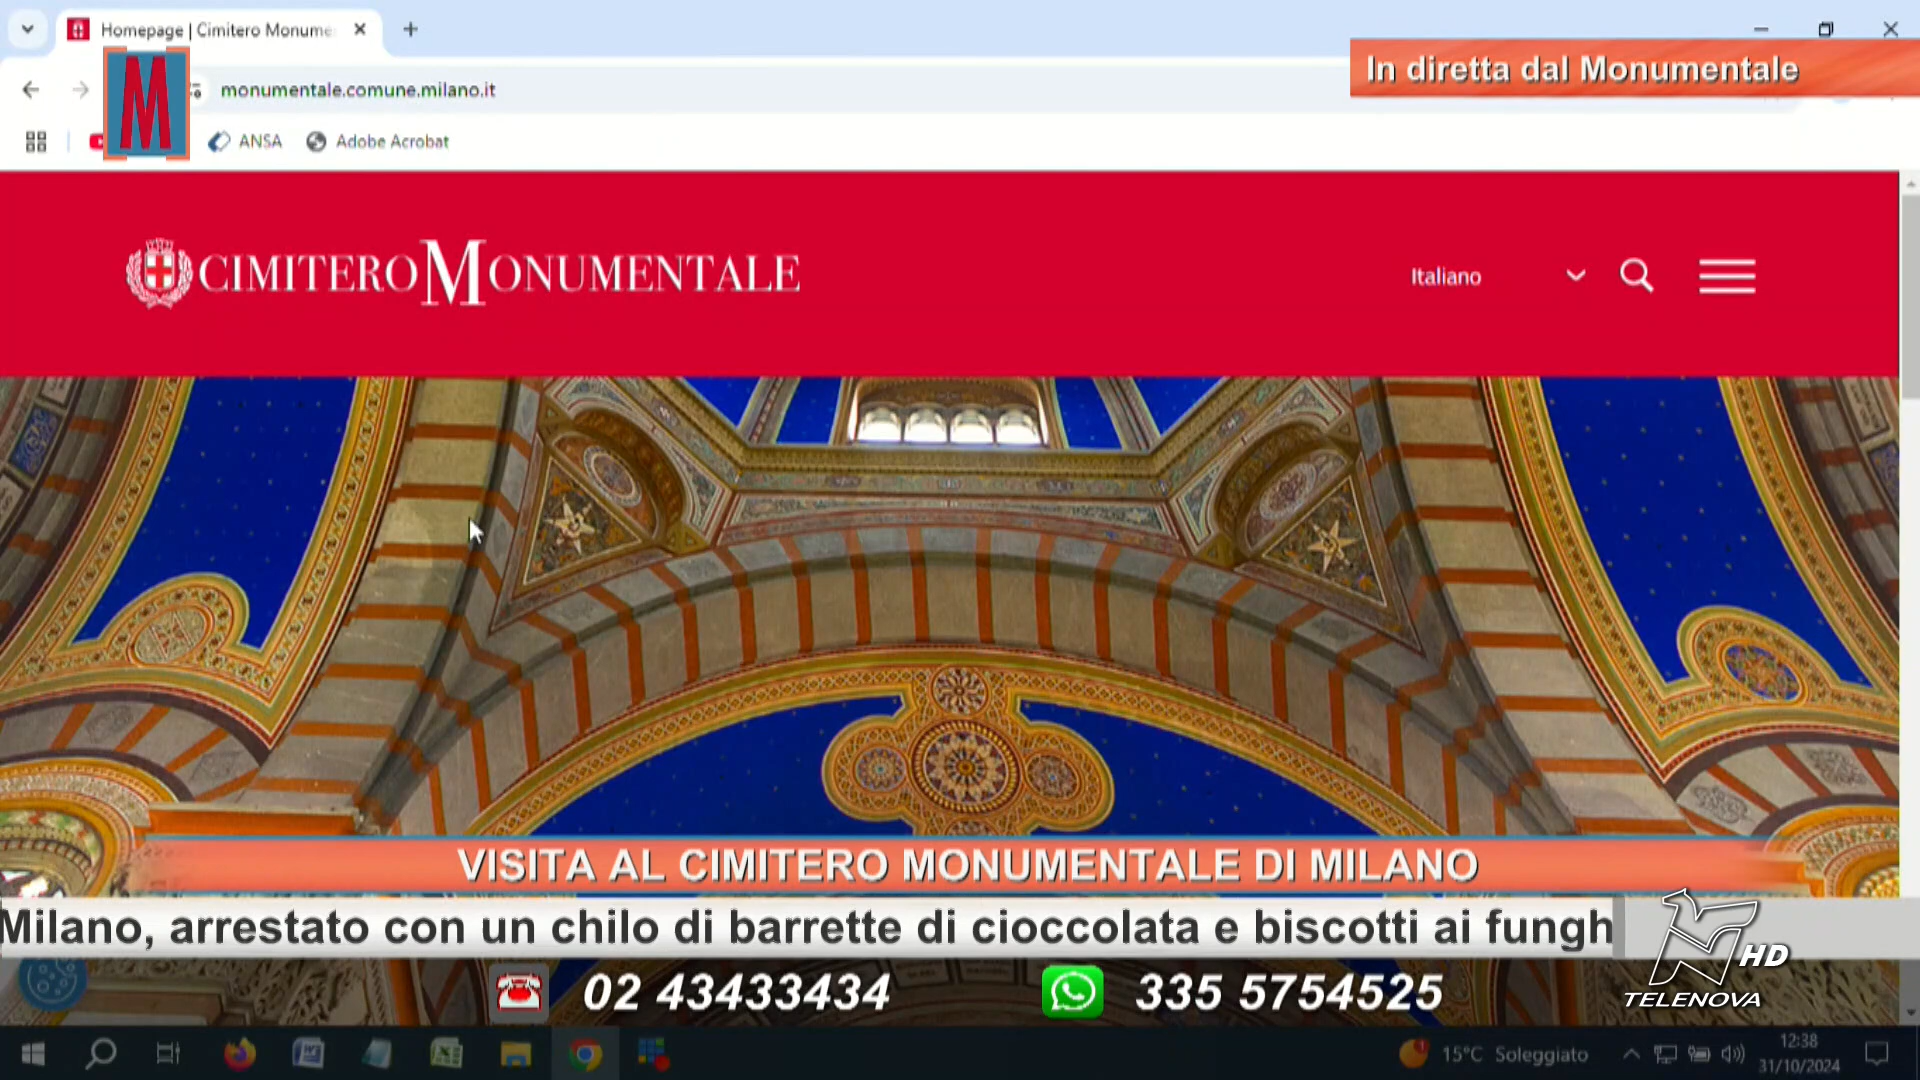 Homepage | Cimitero Monume
In diretta dal Monumentale
M
monumentale.comune.milano.it
ANSA
Adobe Acrobat
CIMITERO MONUMENTALE
Italiano
VISITA AL CIMITERO MONUMENTALE DI MILANO
Milano, arrestato con un chilo di barrette di cioccolata e biscotti ai fungh
HD
TELENOVA
02 43433434
335 5754525
15°C Soleggiato
12:38
31/10/2024